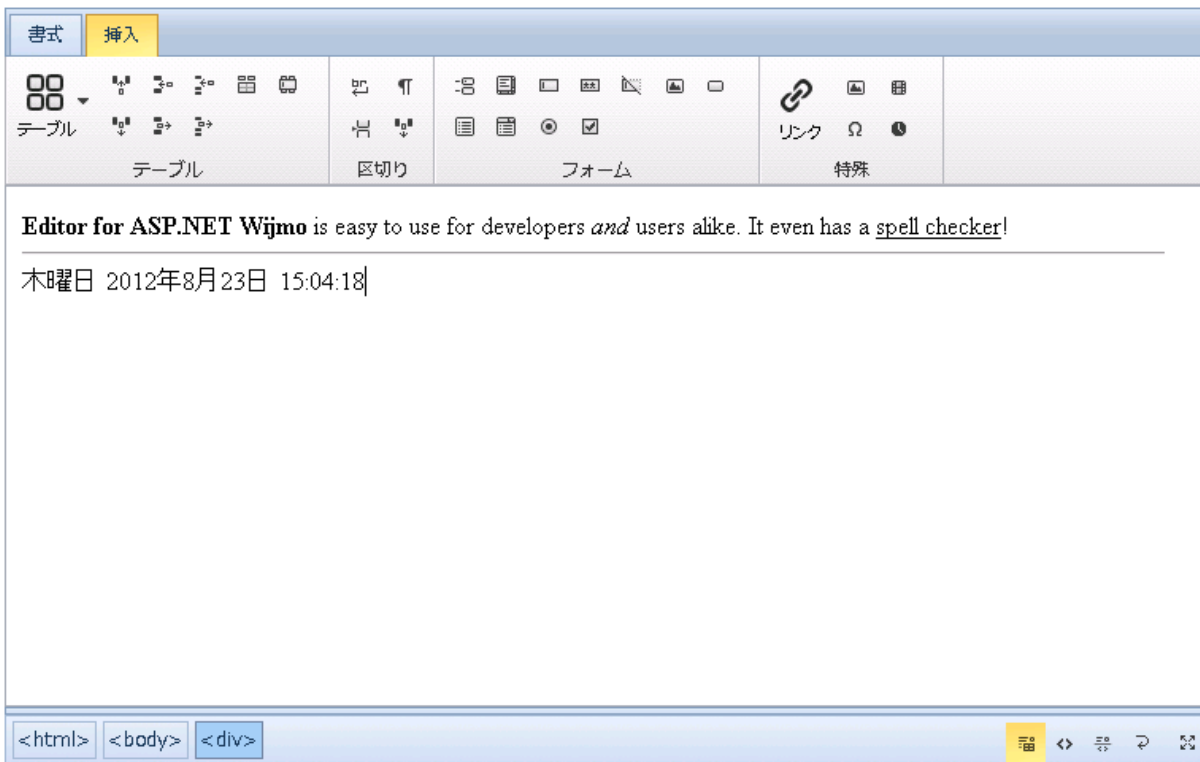 書式 挿入
テーブル リンク
テーブル 区切り フォーム 特殊
Editor for ASP.NET Wijmo is easy to use for developers and users alike. It even has a spell checker!
木曜日 2012年8月23日 15:04:18
<html> <body> <div>